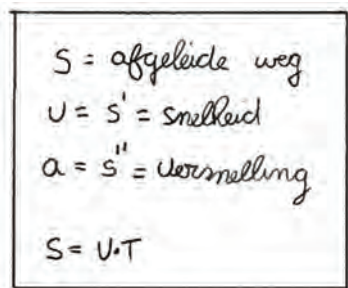 S = afgeleide weg
v = s' = snelheid
a = s'' = versnelling
S = v·T